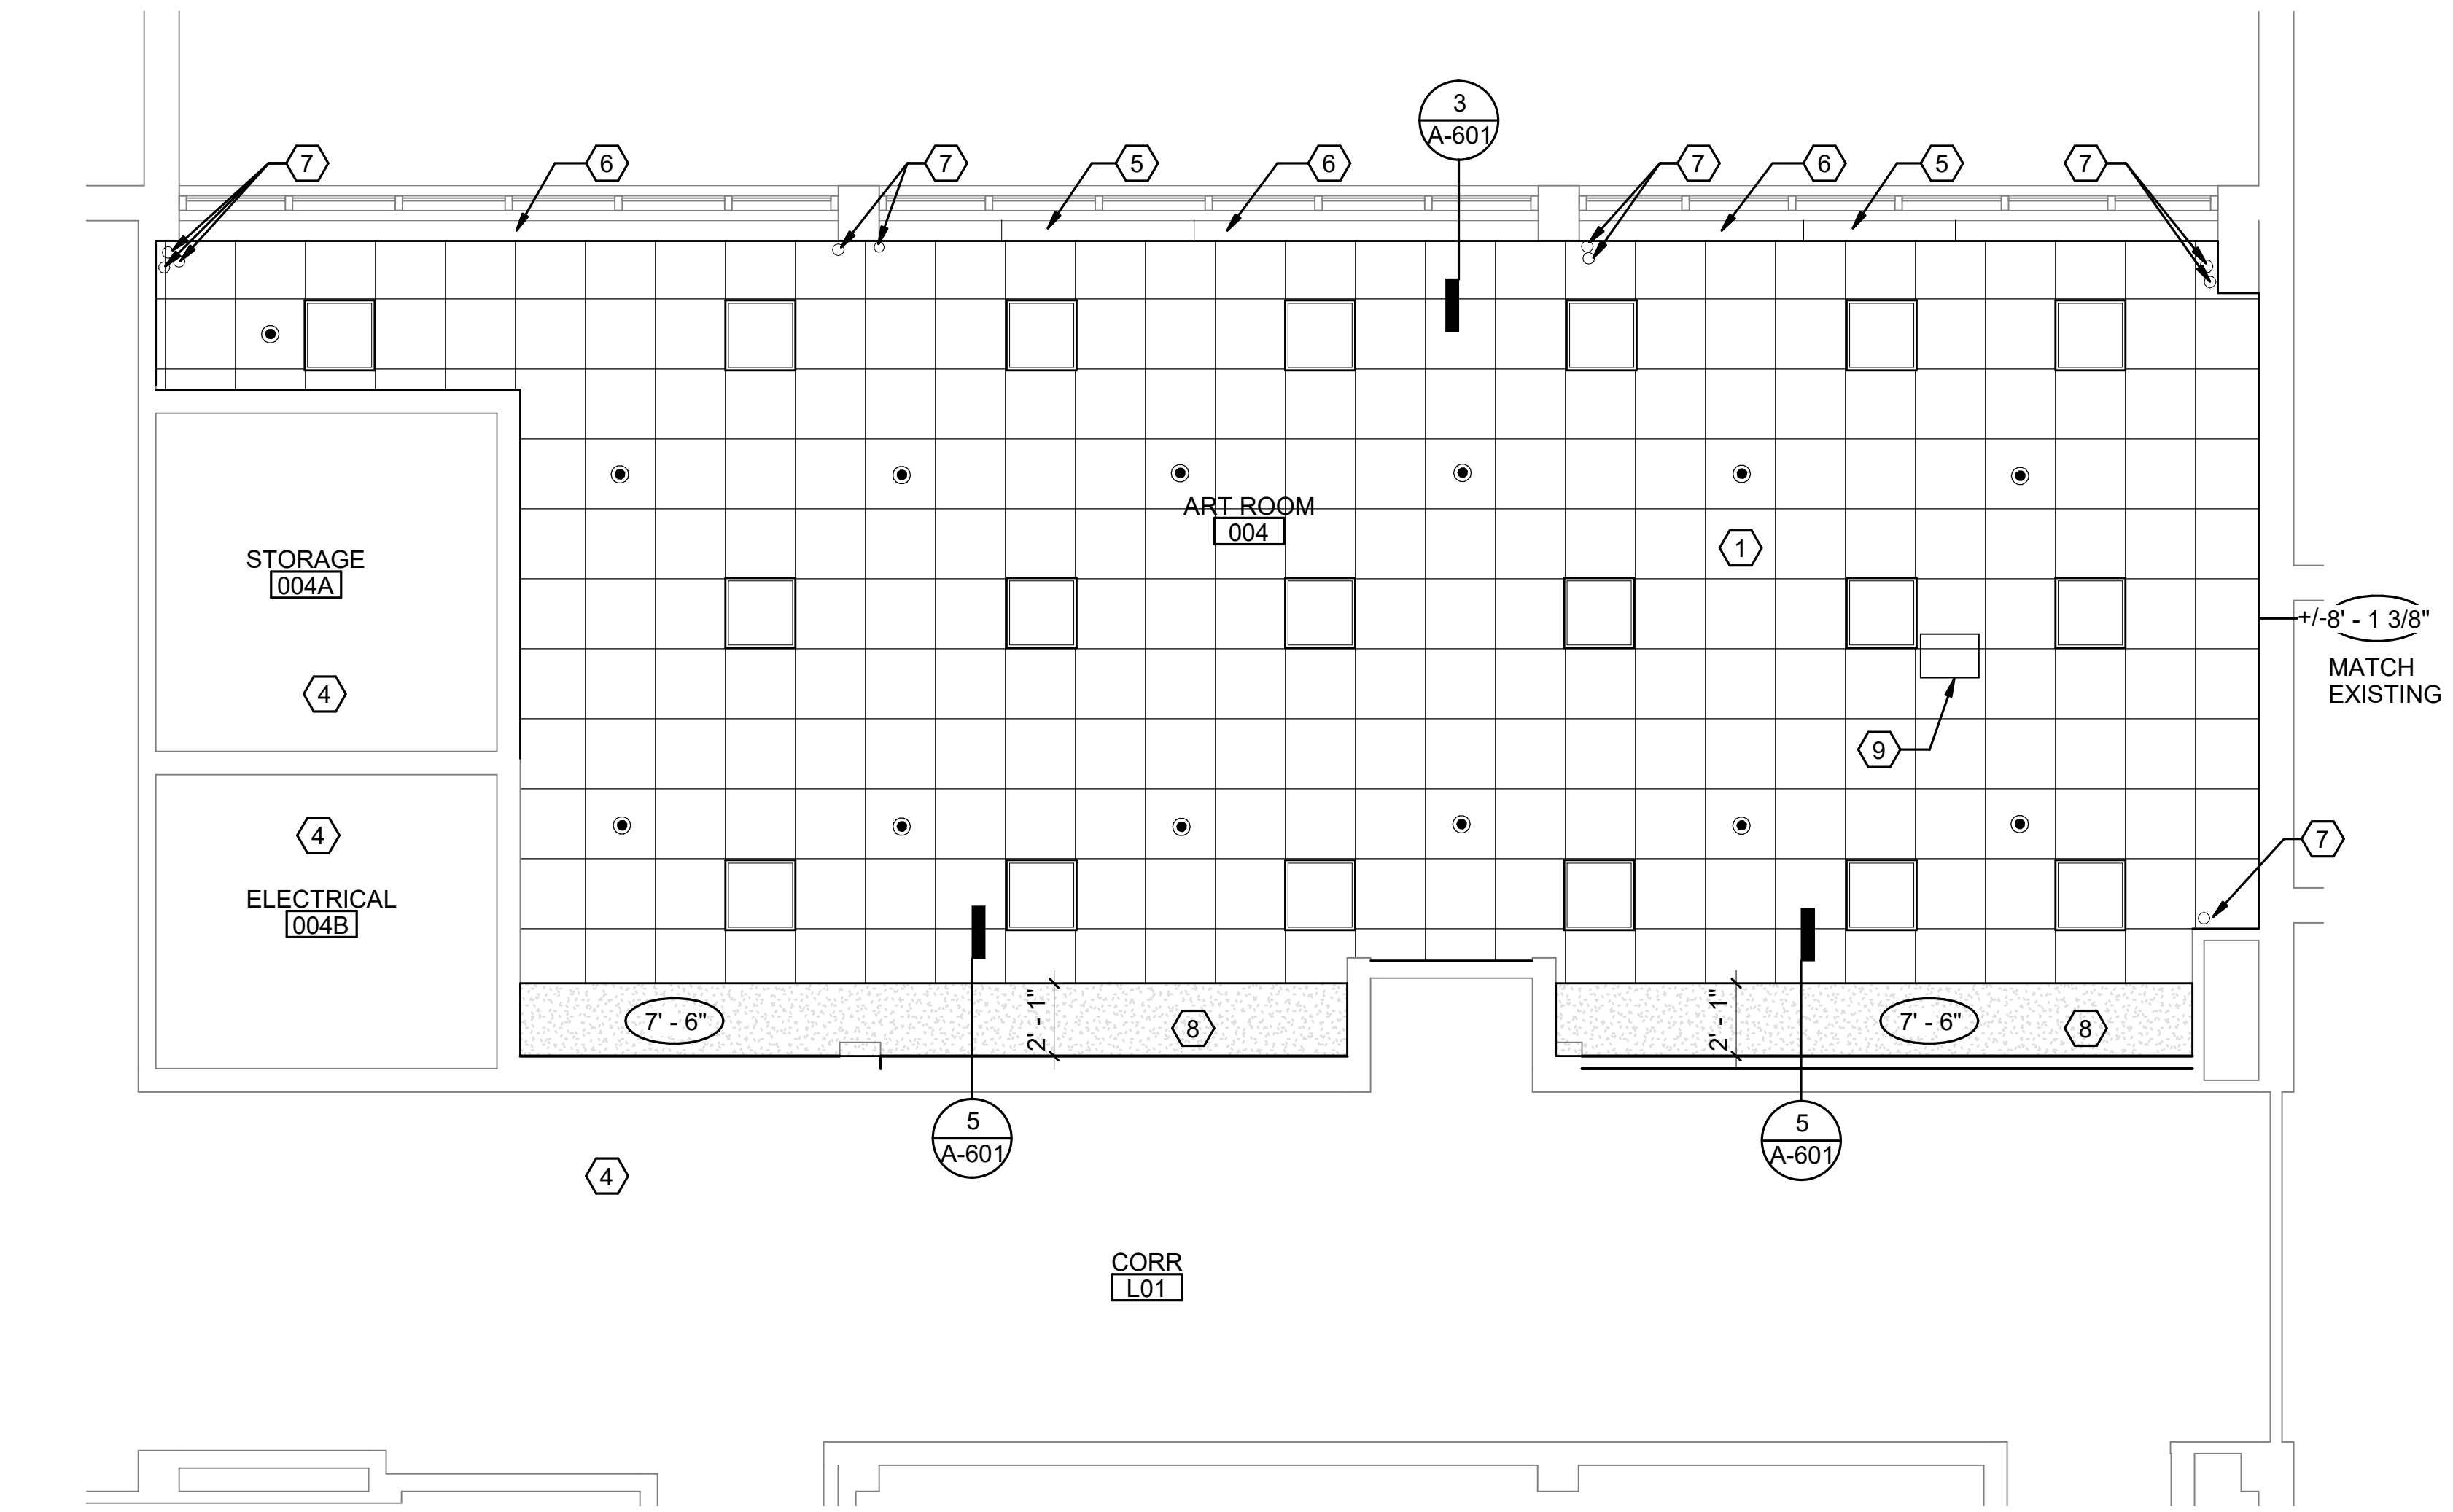 3
A-601
7
6
7
5
6
7
6
5
7
ART ROOM
004
1
STORAGE
004A
+/-8' - 1 3/8"
MATCH
EXISTING
4
9
4
7
ELECTRICAL
004B
7' - 6"
2' - 1"
8
2' - 1"
7' - 6"
8
5
A-601
5
A-601
4
CORR
L01